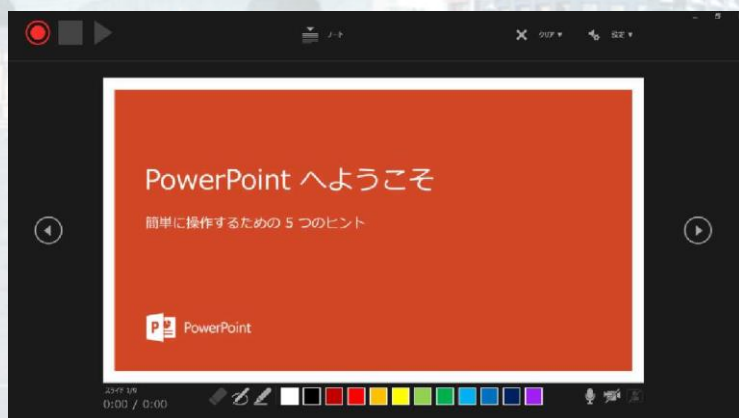 ノート
クリア
設定
PowerPoint へようこそ
簡単に操作するための 5 つのヒント
PowerPoint
スライド 1/9
0:00 / 0:00